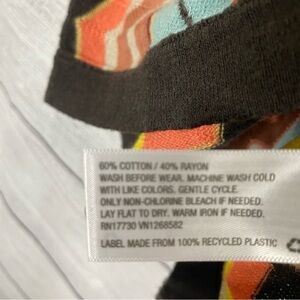 60% COTTON / 40% RAYON
WASH BEFORE WEAR. MACHINE WASH COLD
WITH LIKE COLORS. GENTLE CYCLE.
ONLY NON-CHLORINE BLEACH IF NEEDED.
LAY FLAT TO DRY. WARM IRON IF NEEDED.
RN17730 VN1268582
LABEL MADE FROM 100% RECYCLED PLASTIC